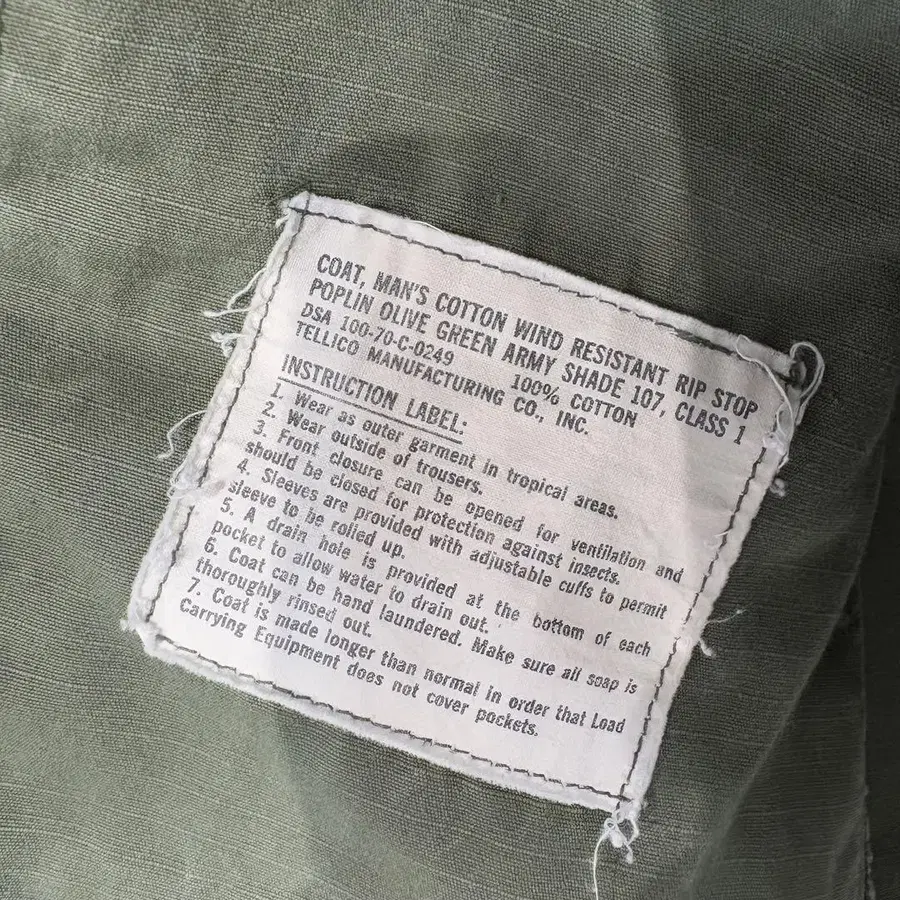 COAT, MAN'S COTTON WIND RESISTANT RIP STOP
POPLIN OLIVE GREEN ARMY SHADE 107, CLASS 1
DSA 100-70-C-0249 100% COTTON
TELLICO MANUFACTURING CO., INC.
INSTRUCTION LABEL:
1. Wear as outer garment in tropical areas.
2. Wear outside of trousers.
3. Front closure can be opened for ventilation and
should be closed for protection against insects.
4. Sleeves are provided with adjustable cuffs to permit
sleeve to be rolled up.
5. A drain hole is provided at the bottom of each
pocket to allow water to drain out.
6. Coat can be hand laundered. Make sure all soap is
thoroughly rinsed out.
7. Coat is made longer than normal in order that Load
Carrying Equipment does not cover pockets.